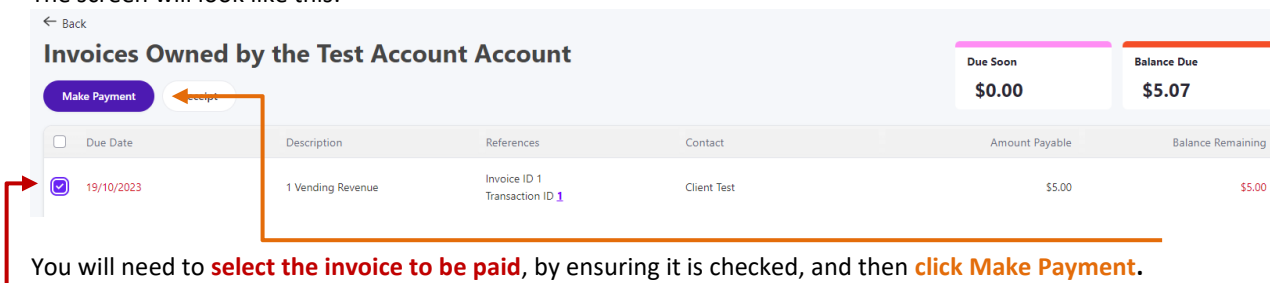 The screen will look like this:
← Back
Invoices Owned by the Test Account Account
Due Soon
$0.00
Balance Due
$5.07
Make Payment
Receipt
Due Date Description References Contact Amount Payable Balance Remaining
19/10/2023 1 Vending Revenue Invoice ID 1 Client Test $5.00 $5.00
Transaction ID 1
You will need to select the invoice to be paid, by ensuring it is checked, and then click Make Payment.